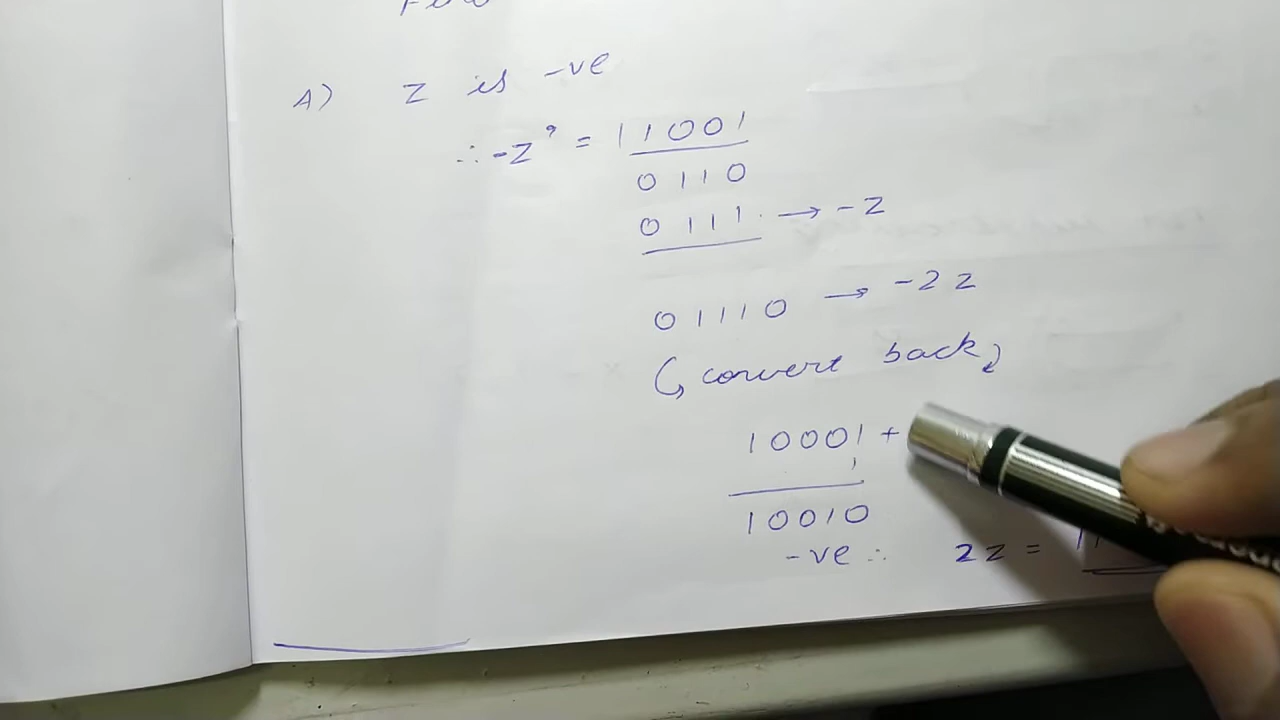 A) Z is -ve
∴ -Z = 11001
0110
0111 → -Z
01110 → -2Z
convert back
10001 +
1
10010
-ve ∴ 2Z =